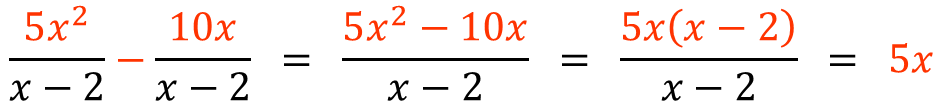 5x²/(x − 2) − 10x/(x − 2) = (5x² − 10x)/(x − 2) = 5x(x − 2)/(x − 2) = 5x